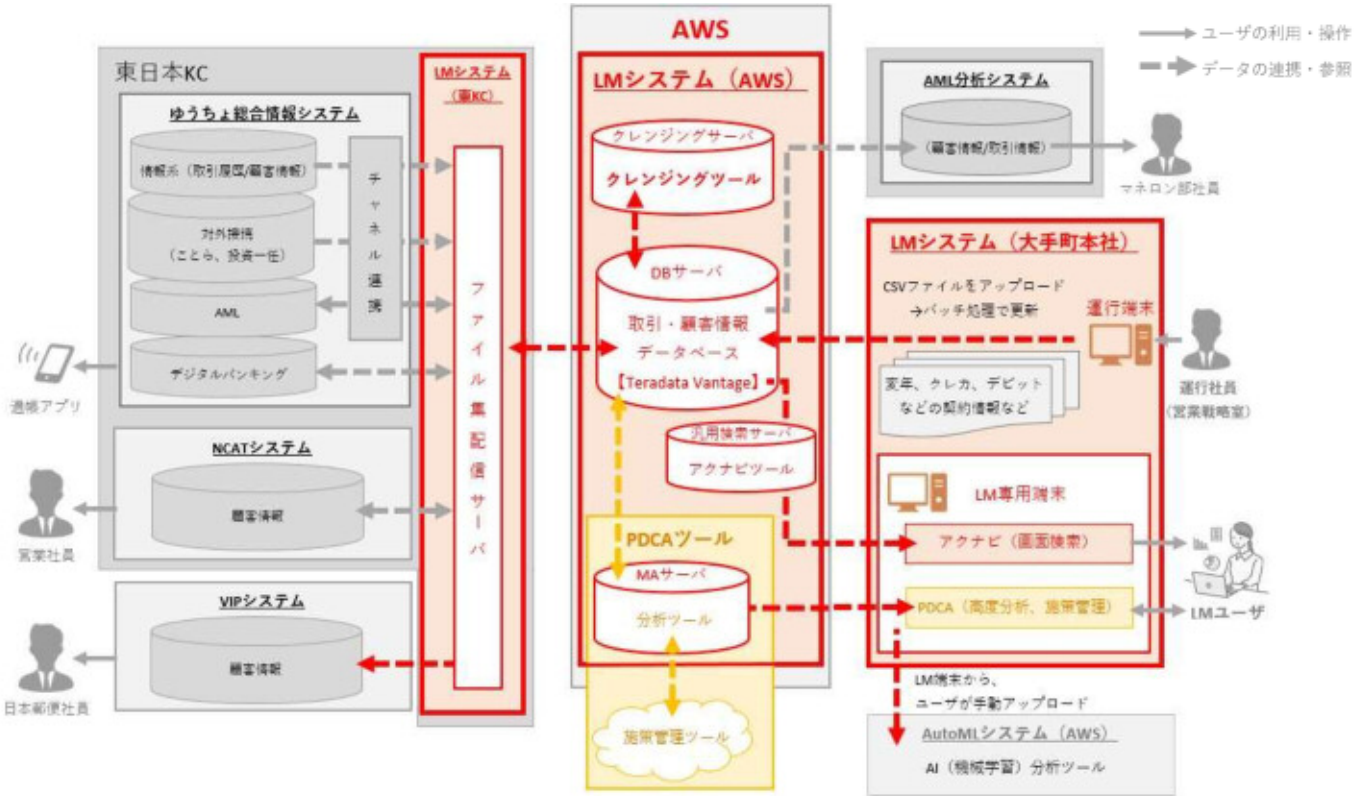 AWS
ユーザの利用・操作
データの連携・参照
東日本KC
ゆうちょ総合情報システム
情報系（取引履歴/顧客情報）
対外接続
（ことら、投資一任）
AML
デジタルバンキング
チャネル連携
通帳アプリ
NCATシステム
顧客情報
営業社員
VIPシステム
顧客情報
日本郵便社員
LMシステム
（東KC）
ファイル集配信サーバ
LMシステム（AWS）
クレンジングサーバ
クレンジングツール
DBサーバ
取引・顧客情報
データベース
【Teradata Vantage】
汎用検索サーバ
アクナビツール
PDCAツール
MAサーバ
分析ツール
施策管理ツール
AML分析システム
（顧客情報/取引情報）
マネロン部社員
LMシステム（大手町本社）
CSVファイルをアップロード
→バッチ処理で更新
運行端末
変年、クレカ、デビット
などの契約情報など
運行社員
（営業戦略室）
LM専用端末
アクナビ（画面検索）
PDCA（高度分析、施策管理）
LMユーザ
LM端末から、
ユーザが手動アップロード
AutoMLシステム（AWS）
AI（機械学習）分析ツール